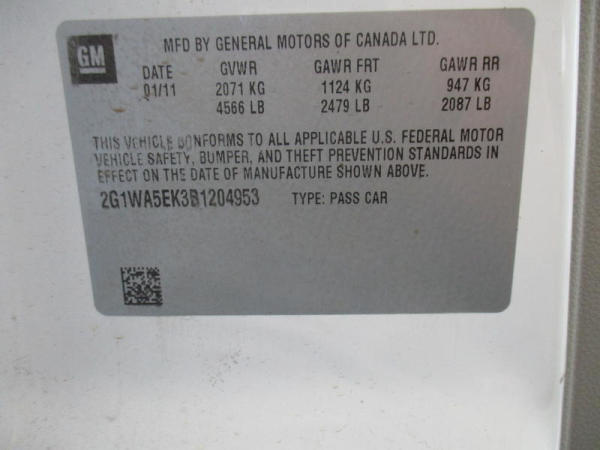 GM
MFD BY GENERAL MOTORS OF CANADA LTD.
DATE GVWR GAWR FRT GAWR RR
01/11 2071 KG 1124 KG 947 KG
4566 LB 2479 LB 2087 LB
THIS VEHICLE CONFORMS TO ALL APPLICABLE U.S. FEDERAL MOTOR
VEHICLE SAFETY, BUMPER, AND THEFT PREVENTION STANDARDS IN
EFFECT ON THE DATE OF MANUFACTURE SHOWN ABOVE.
2G1WA5EK3B1204953 TYPE: PASS CAR